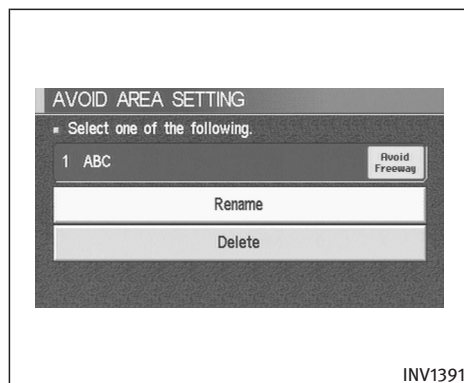 AVOID AREA SETTING
Select one of the following.
1 ABC
Avoid
Freeway
Rename
Delete
INV1391